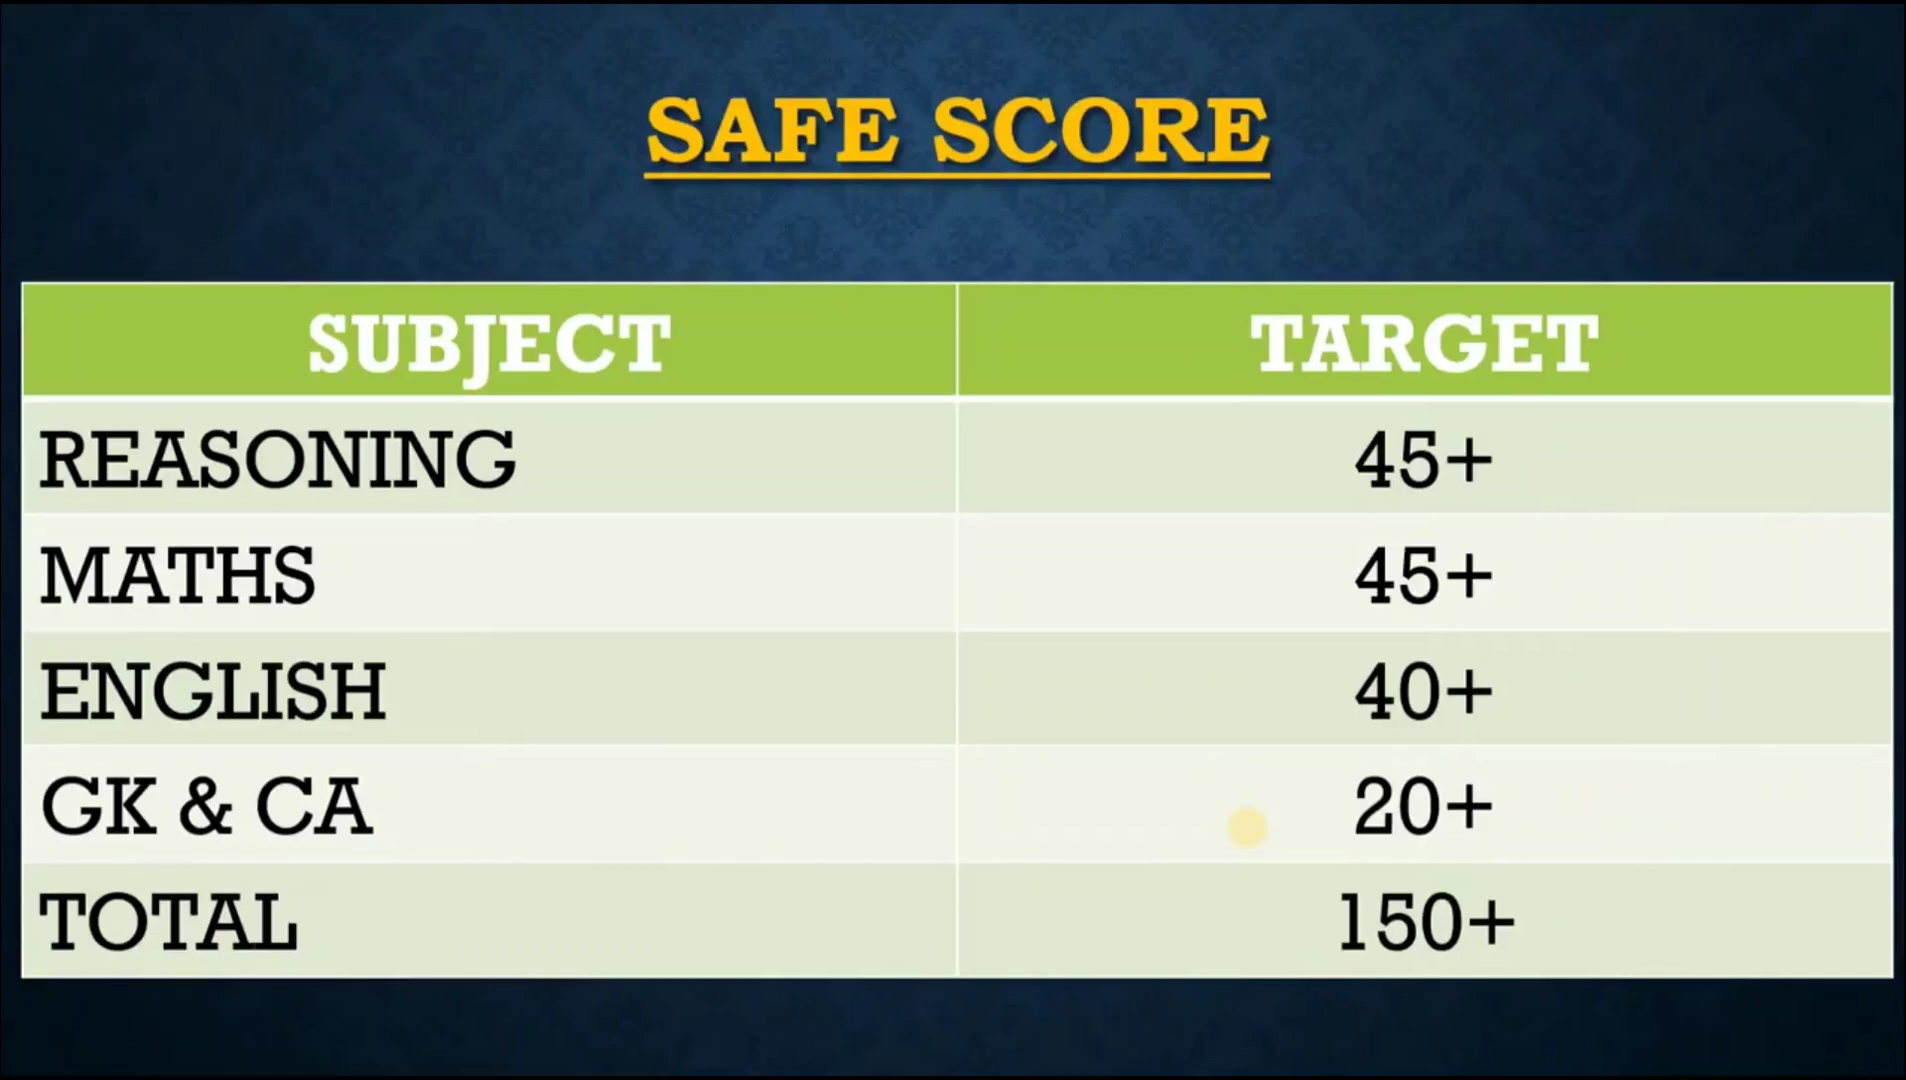 SAFE SCORE
SUBJECT TARGET
REASONING 45+
MATHS 45+
ENGLISH 40+
GK & CA 20+
TOTAL 150+